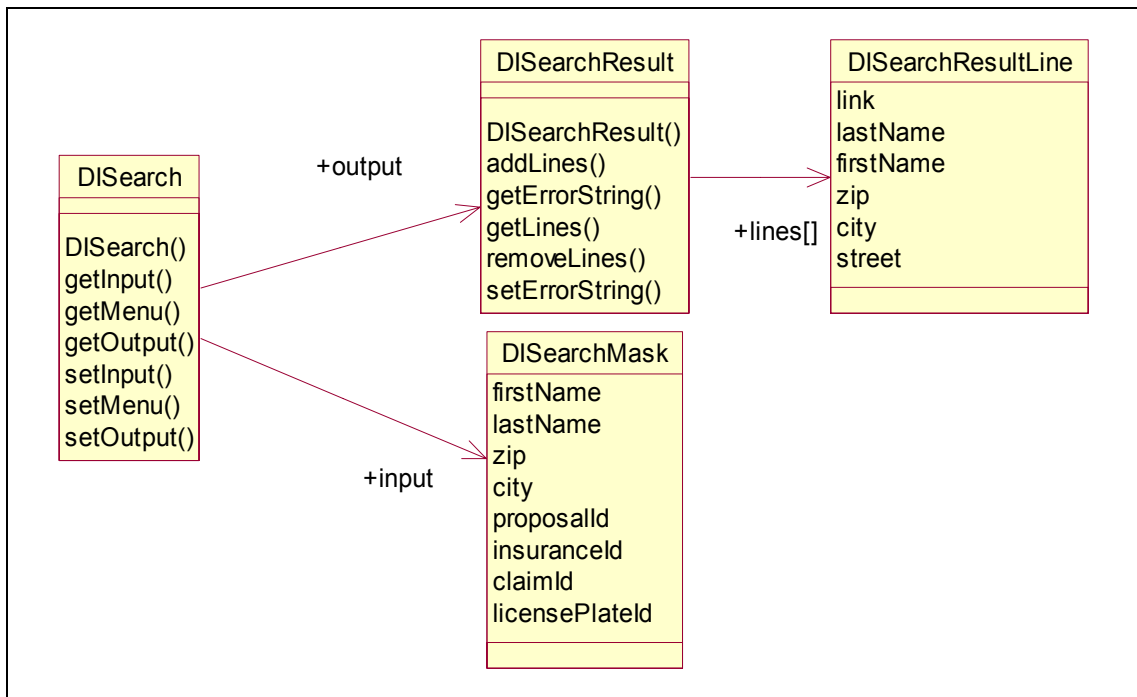 DISearch
DISearch()
getInput()
getMenu()
getOutput()
setInput()
setMenu()
setOutput()
+output
+input
DISearchResult
DISearchResult()
addLines()
getErrorString()
getLines()
removeLines()
setErrorString()
+lines[]
DISearchResultLine
link
lastName
firstName
zip
city
street
DISearchMask
firstName
lastName
zip
city
proposalId
insuranceId
claimId
licensePlateId